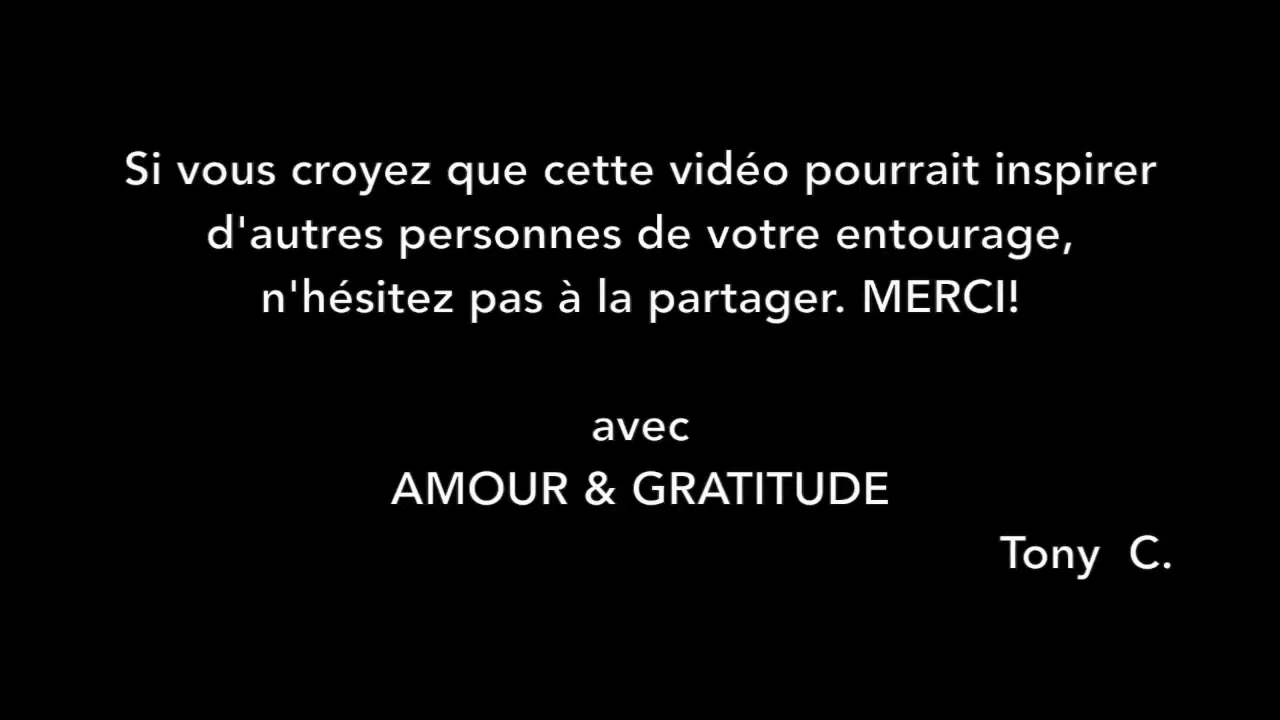 Si vous croyez que cette vidéo pourrait inspirer
d'autres personnes de votre entourage,
n'hésitez pas à la partager. MERCI!
avec
AMOUR & GRATITUDE
Tony  C.